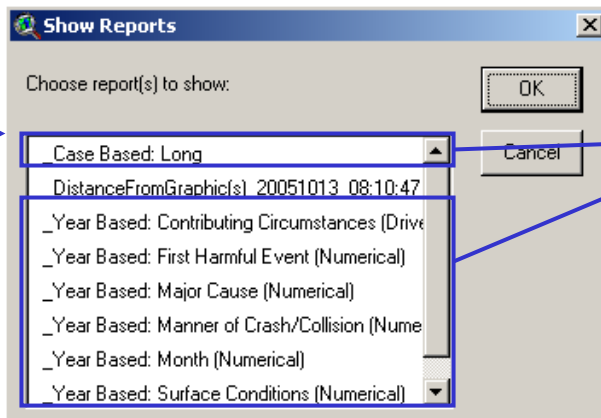 Show Reports
Choose report(s) to show:
OK
Cancel
_Case Based: Long
_DistanceFromGraphic(s)_20051013_08:10:47
_Year Based: Contributing Circumstances (Drive
_Year Based: First Harmful Event (Numerical)
_Year Based: Major Cause (Numerical)
_Year Based: Manner of Crash/Collision (Nume
_Year Based: Month (Numerical)
_Year Based: Surface Conditions (Numerical)